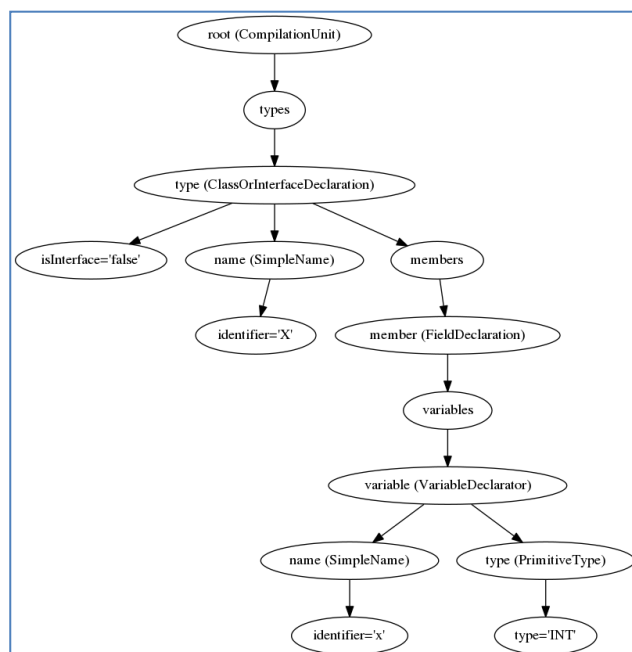 root (CompilationUnit)
types
type (ClassOrInterfaceDeclaration)
isInterface='false'
name (SimpleName)
members
identifier='X'
member (FieldDeclaration)
variables
variable (VariableDeclarator)
name (SimpleName)
type (PrimitiveType)
identifier='x'
type='INT'